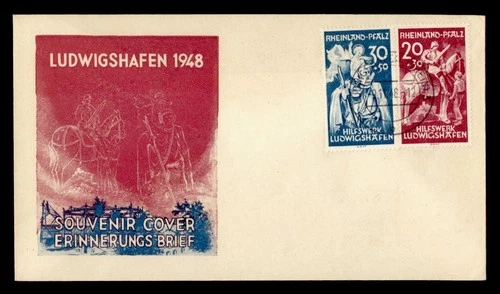 LUDWIGSHAFEN 1948
SOUVENIR COVER
ERINNERUNGS BRIEF
RHEINLAND-PFALZ
30
+50
HILFSWERK
LUDWIGSHAFEN
RHEINLAND-PFALZ
20
+30
HILFSWERK
LUDWIGSHAFEN